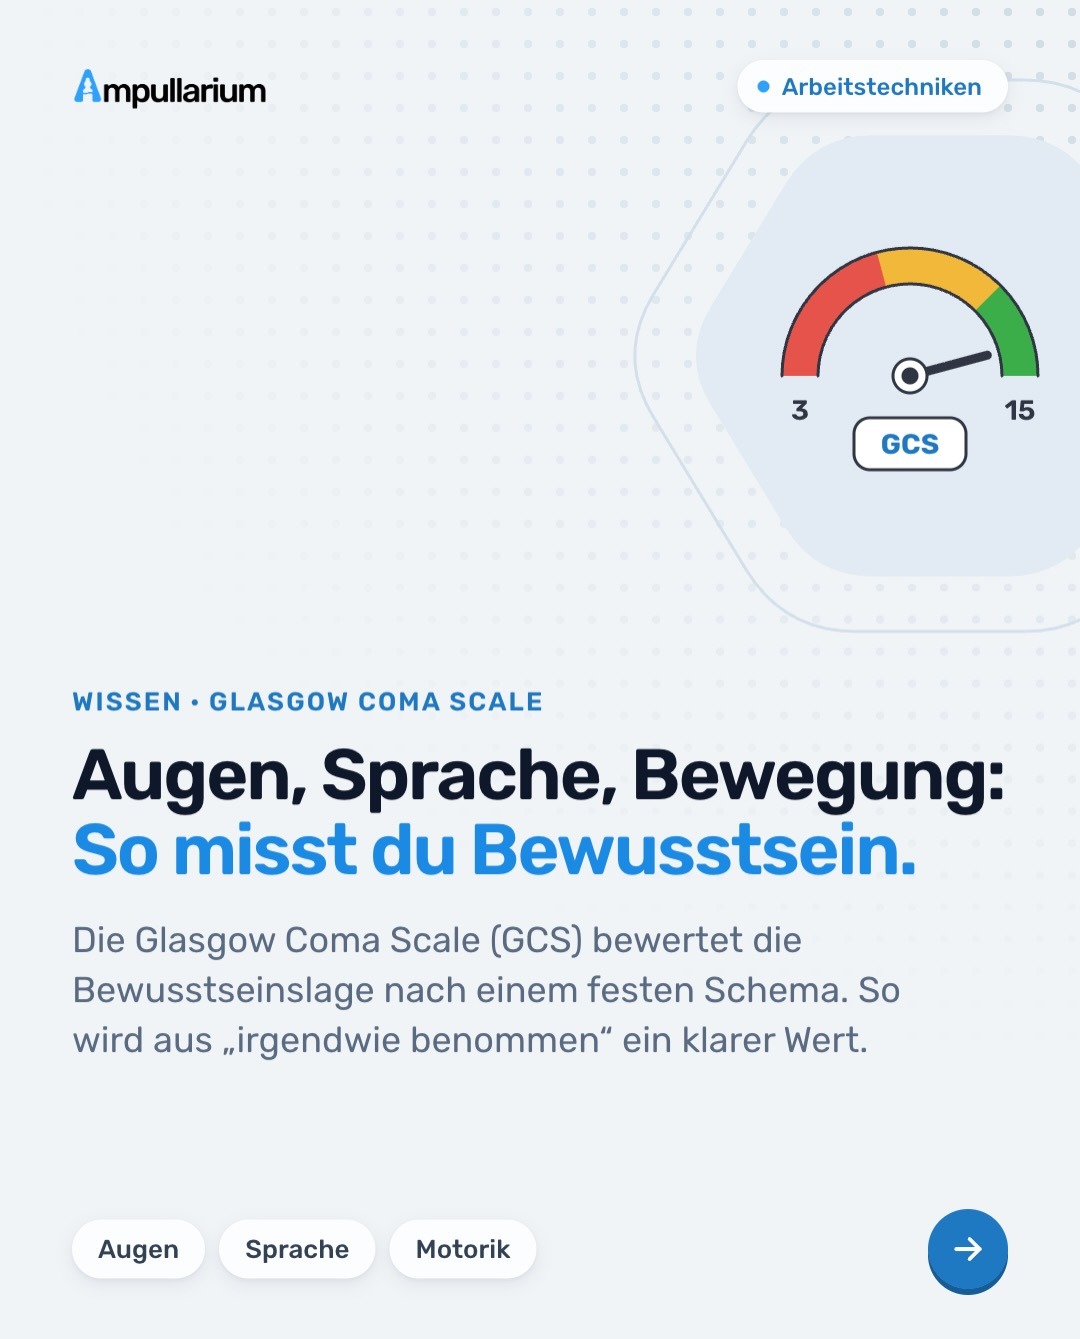 Ampullarium
Arbeitstechniken
3
15
GCS
WISSEN · GLASGOW COMA SCALE
Augen, Sprache, Bewegung:
So misst du Bewusstsein.
Die Glasgow Coma Scale (GCS) bewertet die
Bewusstseinslage nach einem festen Schema. So
wird aus „irgendwie benommen“ ein klarer Wert.
Augen
Sprache
Motorik